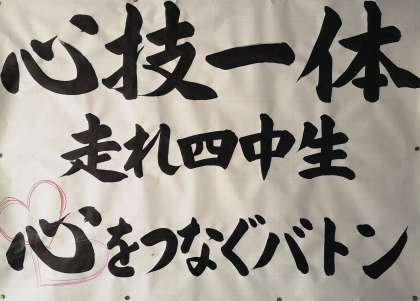 心技一体
走れ四中生
心をつなぐバトン